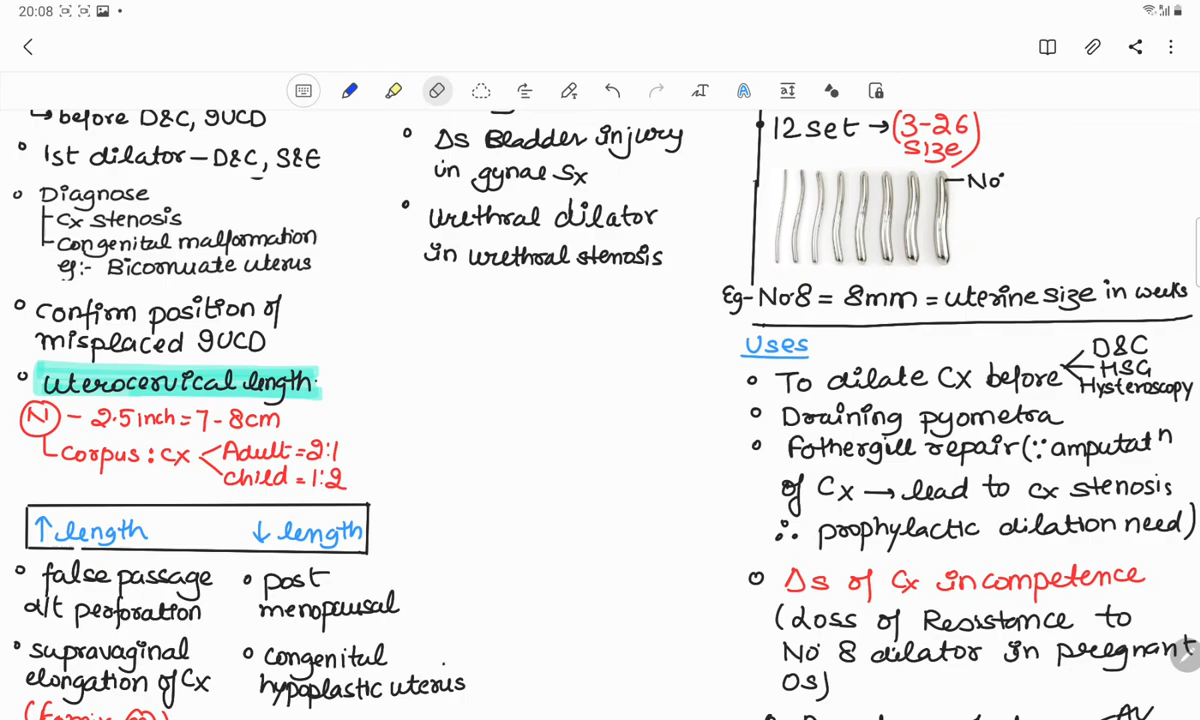 20:08
↳ before D&C, IUCD
• 1st dilator – D&C, S&E
• Diagnose
Cx stenosis
Congenital malformation
eg:- Bicornuate uterus
• Confirm position of
misplaced IUCD
• Uterocervical length
(N) – 2.5 inch = 7-8cm
Corpus : Cx < Adult = 2:1
Child = 1:2
↑ length ↓ length
• false passage
d/t perforation
• supravaginal
elongation of Cx
• post
menopausal
• congenital
hypoplastic uterus
• Δs Bladder injury
in gynae Sx
• Urethral dilator
in urethral stenosis
• 12 set → (3-26
size)
No.
Eg - No. 8 = 8mm = uterine size in weeks
Uses
• To dilate Cx before < D&C
HSG
Hysteroscopy
• Draining pyometra
• Fothergill repair (∵ amputatⁿ
of Cx → lead to cx stenosis
∴ prophylactic dilation need)
• Δs of Cx incompetence
(Loss of Resistance to
No 8 dilator in pregnant
OS)